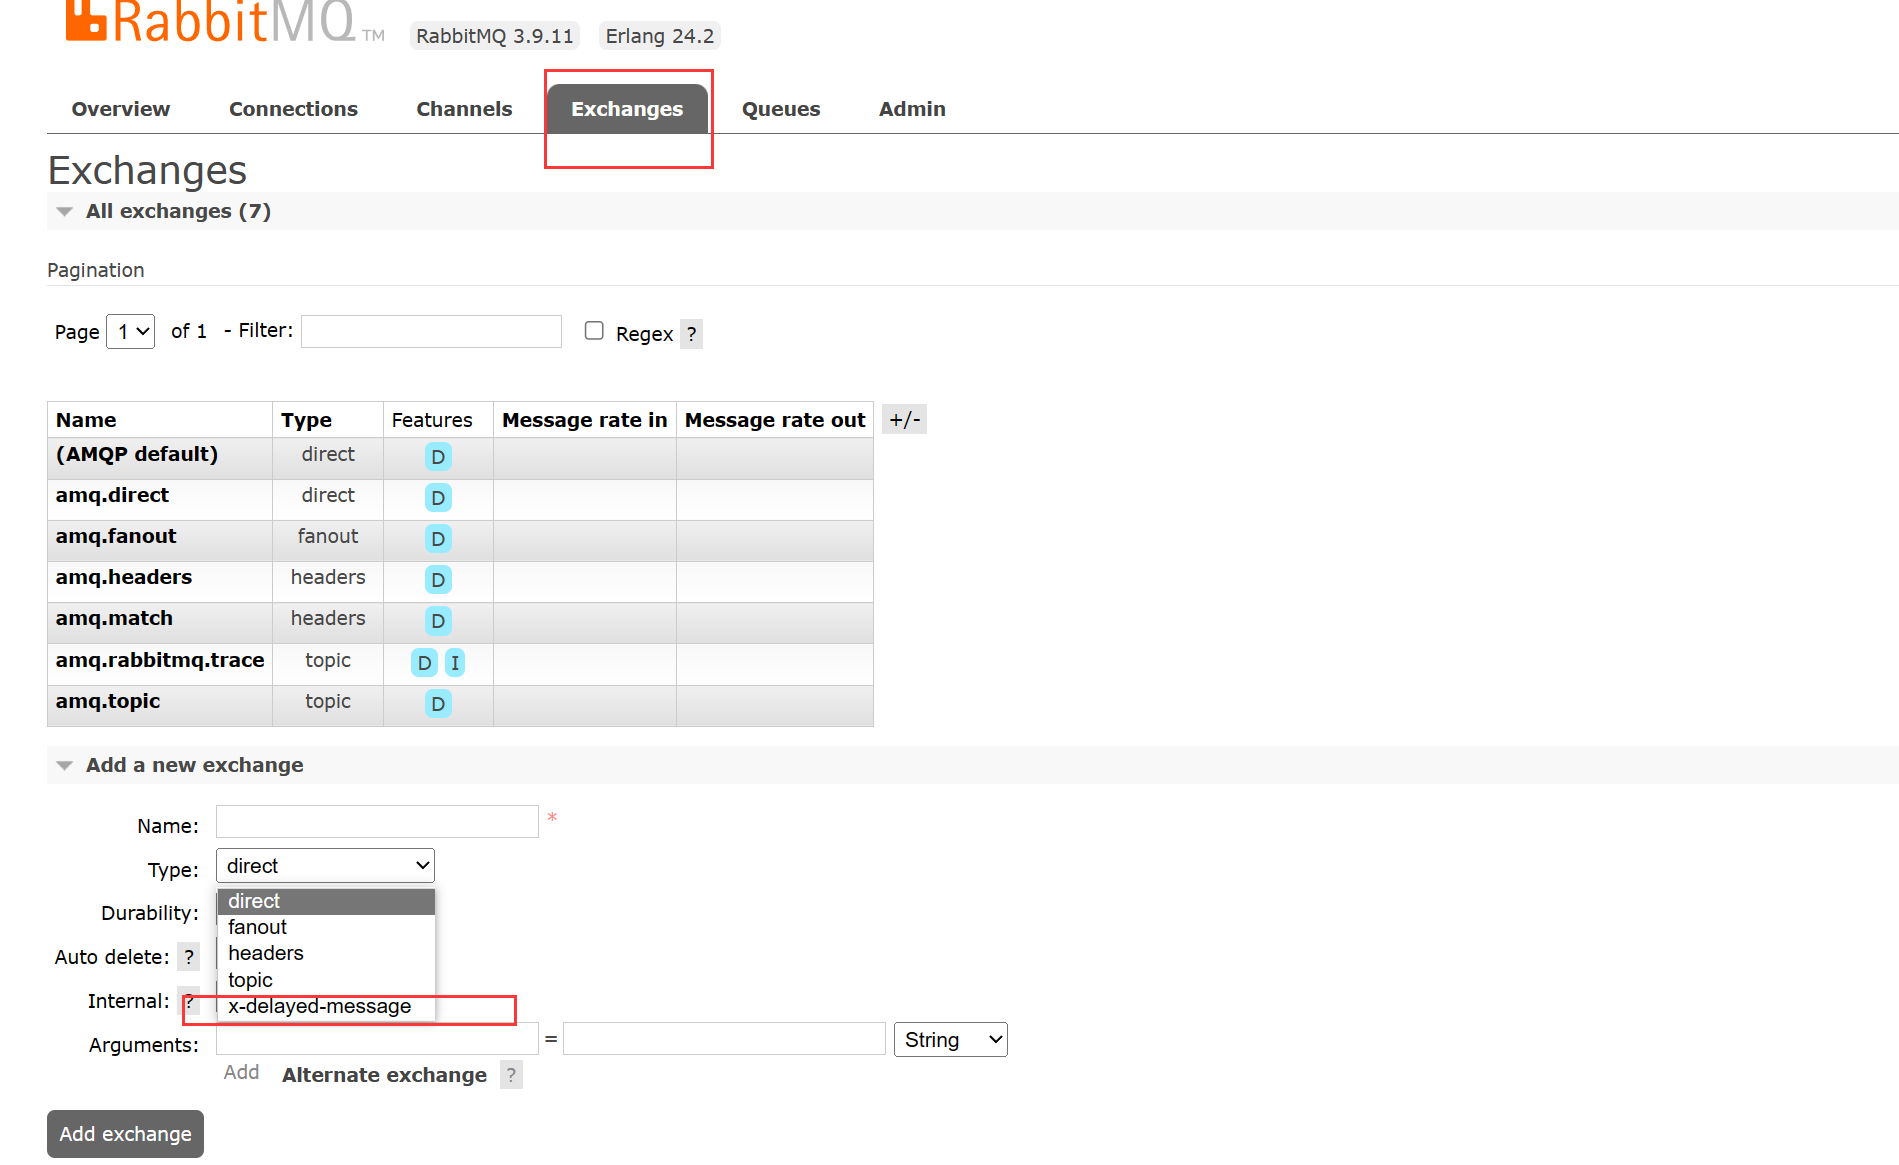 RabbitMQ TM RabbitMQ 3.9.11 Erlang 24.2
Overview Connections Channels Exchanges Queues Admin
Exchanges
All exchanges (7)
Pagination
Page 1 of 1 - Filter: Regex ?
Name Type Features Message rate in Message rate out +/-
(AMQP default) direct D
amq.direct direct D
amq.fanout fanout D
amq.headers headers D
amq.match headers D
amq.rabbitmq.trace topic D I
amq.topic topic D
Add a new exchange
Name: *
Type: direct
direct
Durability:
fanout
Auto delete: ? headers
topic
Internal: ? x-delayed-message
Arguments: = String
Add Alternate exchange ?
Add exchange